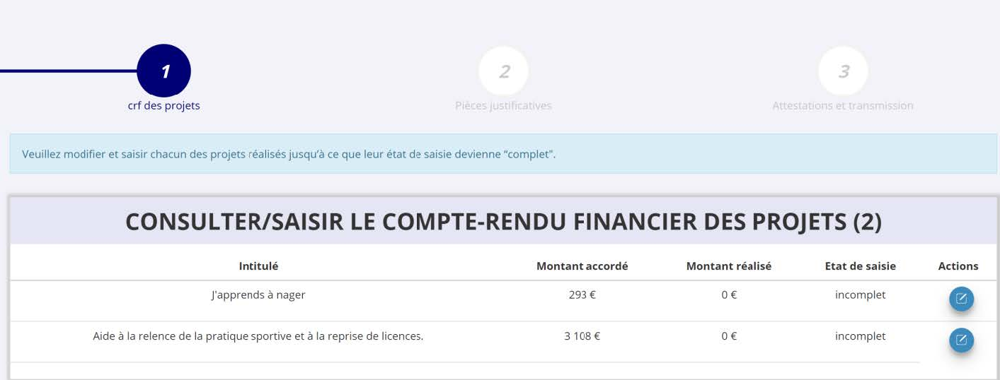 1
2
3
crf des projets
Pièces justificatives
Attestations et transmission
Veuillez modifier et saisir chacun des projets réalisés jusqu'à ce que leur état de saisie devienne "complet".
CONSULTER/SAISIR LE COMPTE-RENDU FINANCIER DES PROJETS (2)
Intitulé Montant accordé Montant réalisé Etat de saisie Actions
J'apprends à nager 293 € 0 € incomplet
Aide à la relence de la pratique sportive et à la reprise de licences. 3 108 € 0 € incomplet